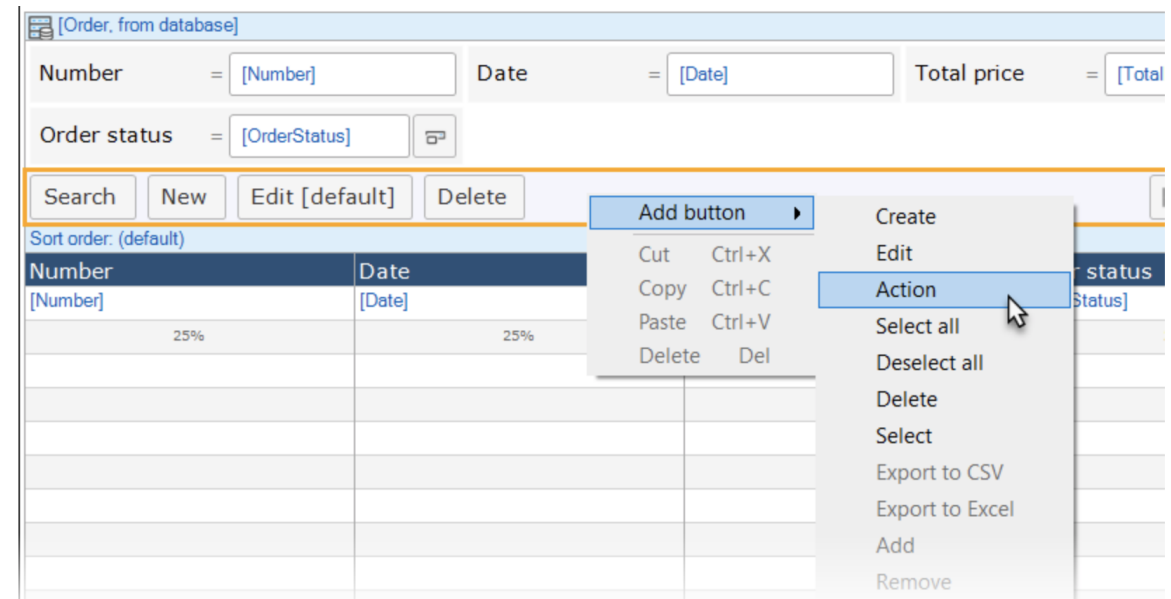 [Order, from database]
Number = [Number] Date = [Date] Total price = [Total
Order status = [OrderStatus]
Search New Edit [default] Delete
Add button
Cut Ctrl+X
Copy Ctrl+C
Paste Ctrl+V
Delete Del
Create
Edit
Action
Select all
Deselect all
Delete
Select
Export to CSV
Export to Excel
Add
Remove
Sort order: (default)
Number Date r status
[Number] [Date] Status]
25% 25%